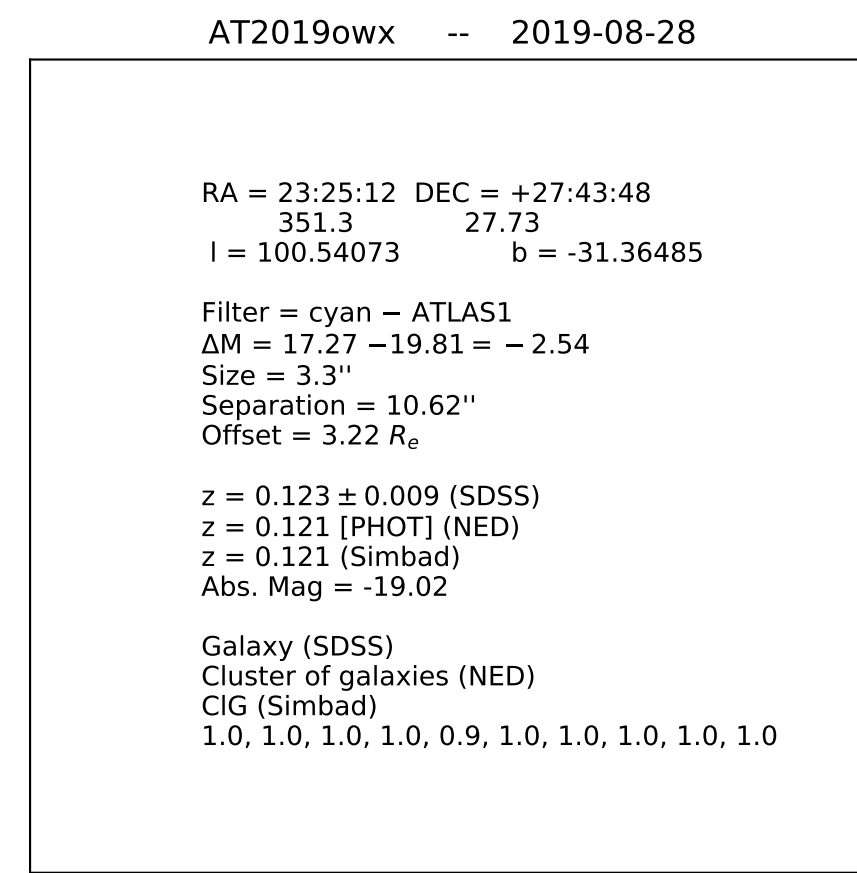 AT2019owx -- 2019-08-28
RA = 23:25:12 DEC = +27:43:48
351.3 27.73
l = 100.54073 b = -31.36485
Filter = cyan − ATLAS1
ΔM = 17.27 −19.81 = − 2.54
Size = 3.3''
Separation = 10.62''
Offset = 3.22 Re
z = 0.123 ± 0.009 (SDSS)
z = 0.121 [PHOT] (NED)
z = 0.121 (Simbad)
Abs. Mag = -19.02
Galaxy (SDSS)
Cluster of galaxies (NED)
ClG (Simbad)
1.0, 1.0, 1.0, 1.0, 0.9, 1.0, 1.0, 1.0, 1.0, 1.0